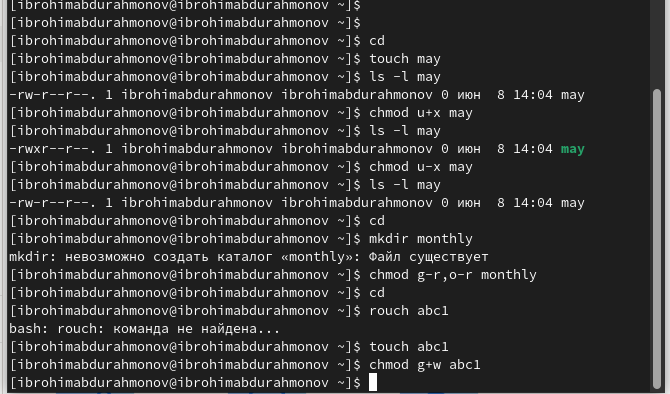 [ibrohimabdurahmonov@ibrohimabdurahmonov ~]$
[ibrohimabdurahmonov@ibrohimabdurahmonov ~]$
[ibrohimabdurahmonov@ibrohimabdurahmonov ~]$ cd
[ibrohimabdurahmonov@ibrohimabdurahmonov ~]$ touch may
[ibrohimabdurahmonov@ibrohimabdurahmonov ~]$ ls -l may
-rw-r--r--. 1 ibrohimabdurahmonov ibrohimabdurahmonov 0 июн  8 14:04 may
[ibrohimabdurahmonov@ibrohimabdurahmonov ~]$ chmod u+x may
[ibrohimabdurahmonov@ibrohimabdurahmonov ~]$ ls -l may
-rwxr--r--. 1 ibrohimabdurahmonov ibrohimabdurahmonov 0 июн  8 14:04 may
[ibrohimabdurahmonov@ibrohimabdurahmonov ~]$ chmod u-x may
[ibrohimabdurahmonov@ibrohimabdurahmonov ~]$ ls -l may
-rw-r--r--. 1 ibrohimabdurahmonov ibrohimabdurahmonov 0 июн  8 14:04 may
[ibrohimabdurahmonov@ibrohimabdurahmonov ~]$ cd
[ibrohimabdurahmonov@ibrohimabdurahmonov ~]$ mkdir monthly
mkdir: невозможно создать каталог «monthly»: Файл существует
[ibrohimabdurahmonov@ibrohimabdurahmonov ~]$ chmod g-r,o-r monthly
[ibrohimabdurahmonov@ibrohimabdurahmonov ~]$ cd
[ibrohimabdurahmonov@ibrohimabdurahmonov ~]$ rouch abc1
bash: rouch: команда не найдена...
[ibrohimabdurahmonov@ibrohimabdurahmonov ~]$ touch abc1
[ibrohimabdurahmonov@ibrohimabdurahmonov ~]$ chmod g+w abc1
[ibrohimabdurahmonov@ibrohimabdurahmonov ~]$